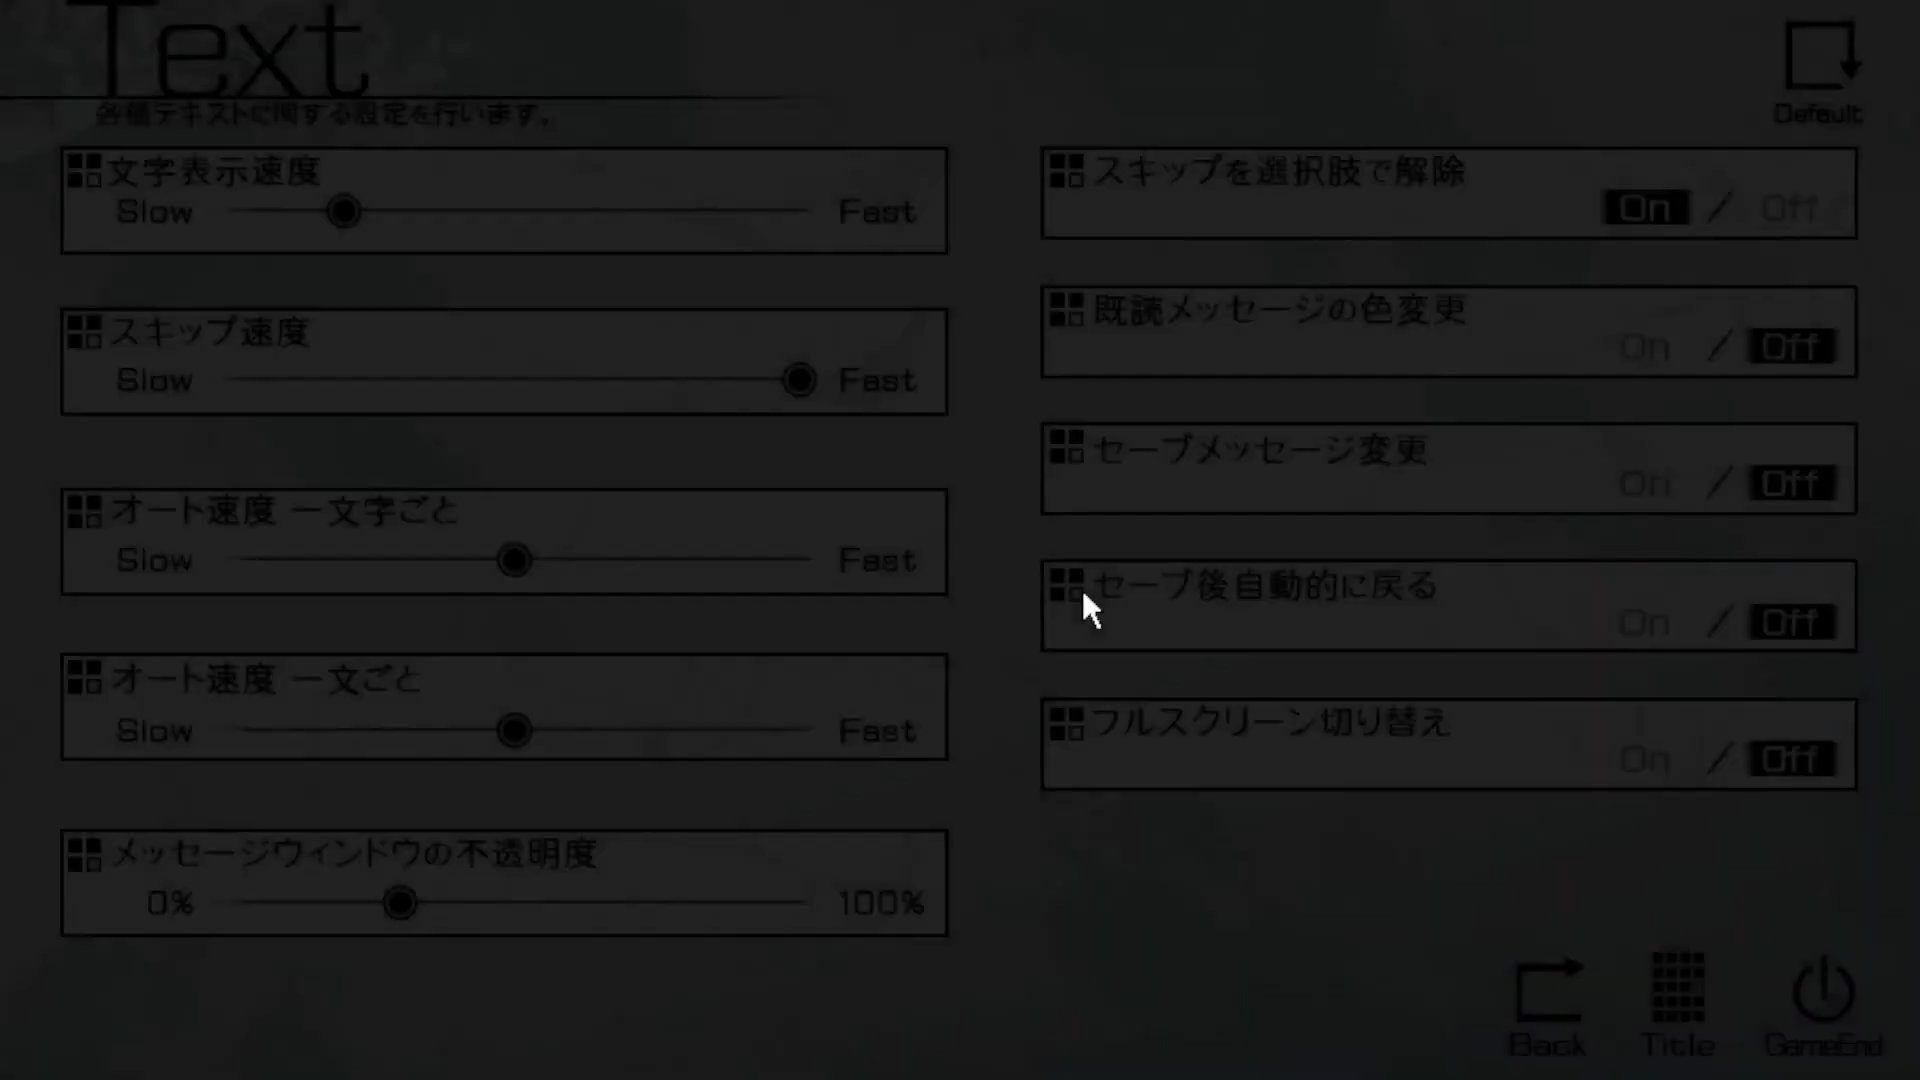 Text
各種テキストに関する設定を行います。
Default
文字表示速度
Slow Fast
スキップ速度
Slow Fast
オート速度 ー文字ごと
Slow Fast
オート速度 ー文ごと
Slow Fast
メッセージウィンドウの不透明度
0% 100%
スキップを選択肢で解除
On / Off
既読メッセージの色変更
On / Off
セーブメッセージ変更
On / Off
セーブ後自動的に戻る
On / Off
フルスクリーン切り替え
On / Off
Back Title GameEnd